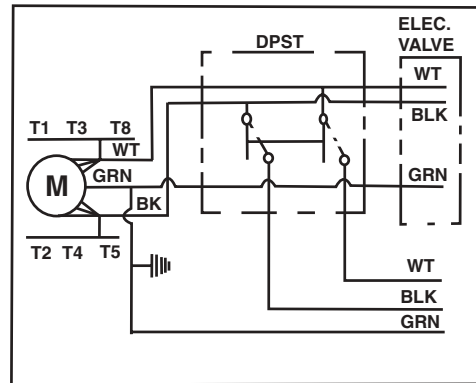 ELEC.
DPST VALVE
WT
BLK
T1 T3 T8
WT
M GRN GRN
BK
T2 T4 T5
WT
BLK
GRN